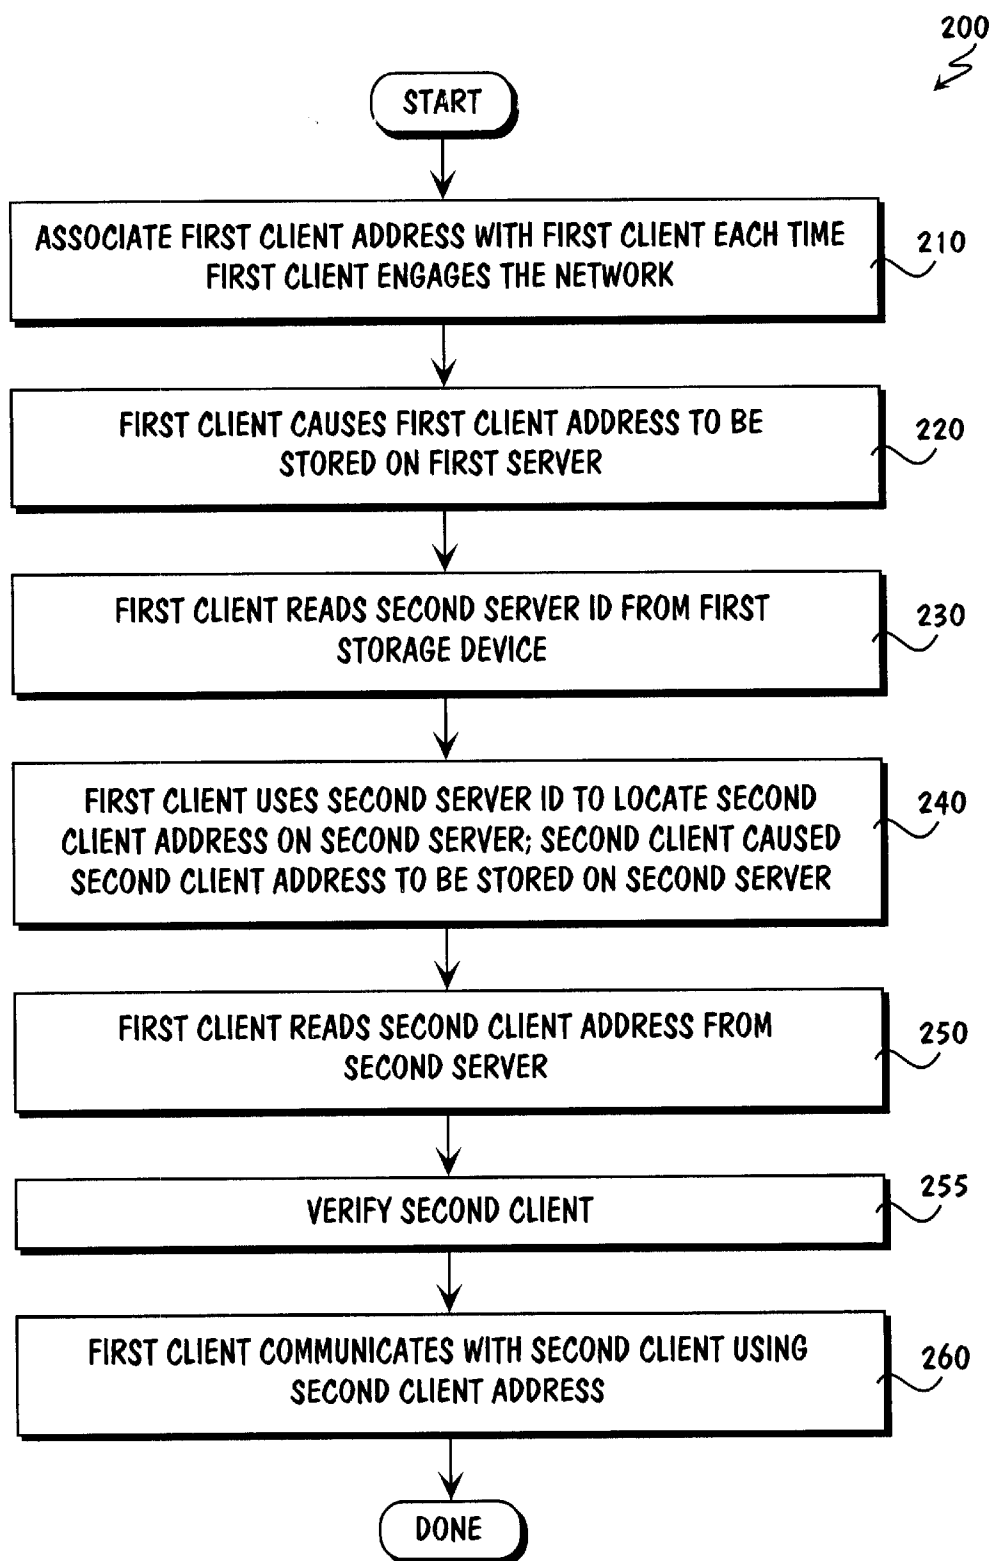 200
START
ASSOCIATE FIRST CLIENT ADDRESS WITH FIRST CLIENT EACH TIME
FIRST CLIENT ENGAGES THE NETWORK
210
FIRST CLIENT CAUSES FIRST CLIENT ADDRESS TO BE
STORED ON FIRST SERVER
220
FIRST CLIENT READS SECOND SERVER ID FROM FIRST
STORAGE DEVICE
230
FIRST CLIENT USES SECOND SERVER ID TO LOCATE SECOND
CLIENT ADDRESS ON SECOND SERVER; SECOND CLIENT CAUSED
SECOND CLIENT ADDRESS TO BE STORED ON SECOND SERVER
240
FIRST CLIENT READS SECOND CLIENT ADDRESS FROM
SECOND SERVER
250
VERIFY SECOND CLIENT
255
FIRST CLIENT COMMUNICATES WITH SECOND CLIENT USING
SECOND CLIENT ADDRESS
260
DONE